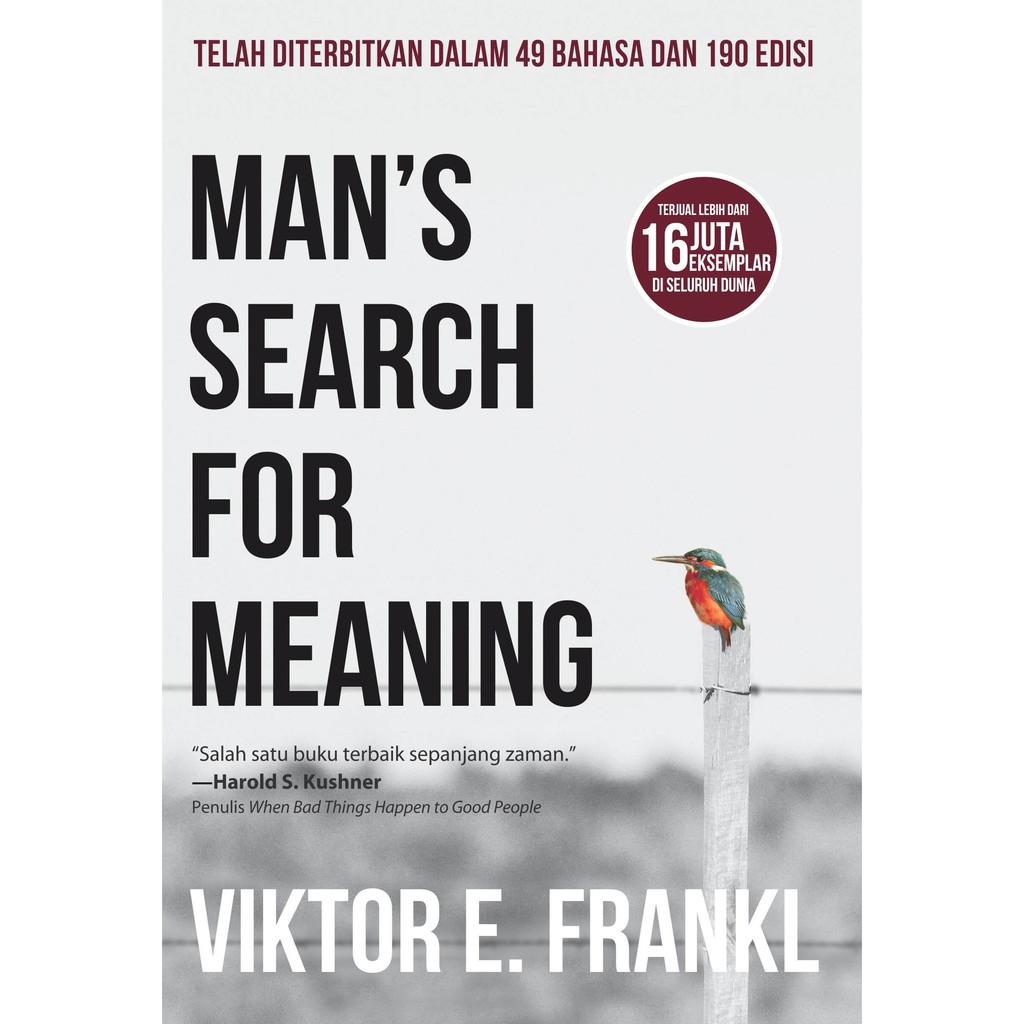 TELAH DITERBITKAN DALAM 49 BAHASA DAN 190 EDISI
MAN’S
SEARCH
FOR
MEANING
TERJUAL LEBIH DARI
16 JUTA
EKSEMPLAR
DI SELURUH DUNIA
“Salah satu buku terbaik sepanjang zaman.”
—Harold S. Kushner
Penulis When Bad Things Happen to Good People
VIKTOR E. FRANKL